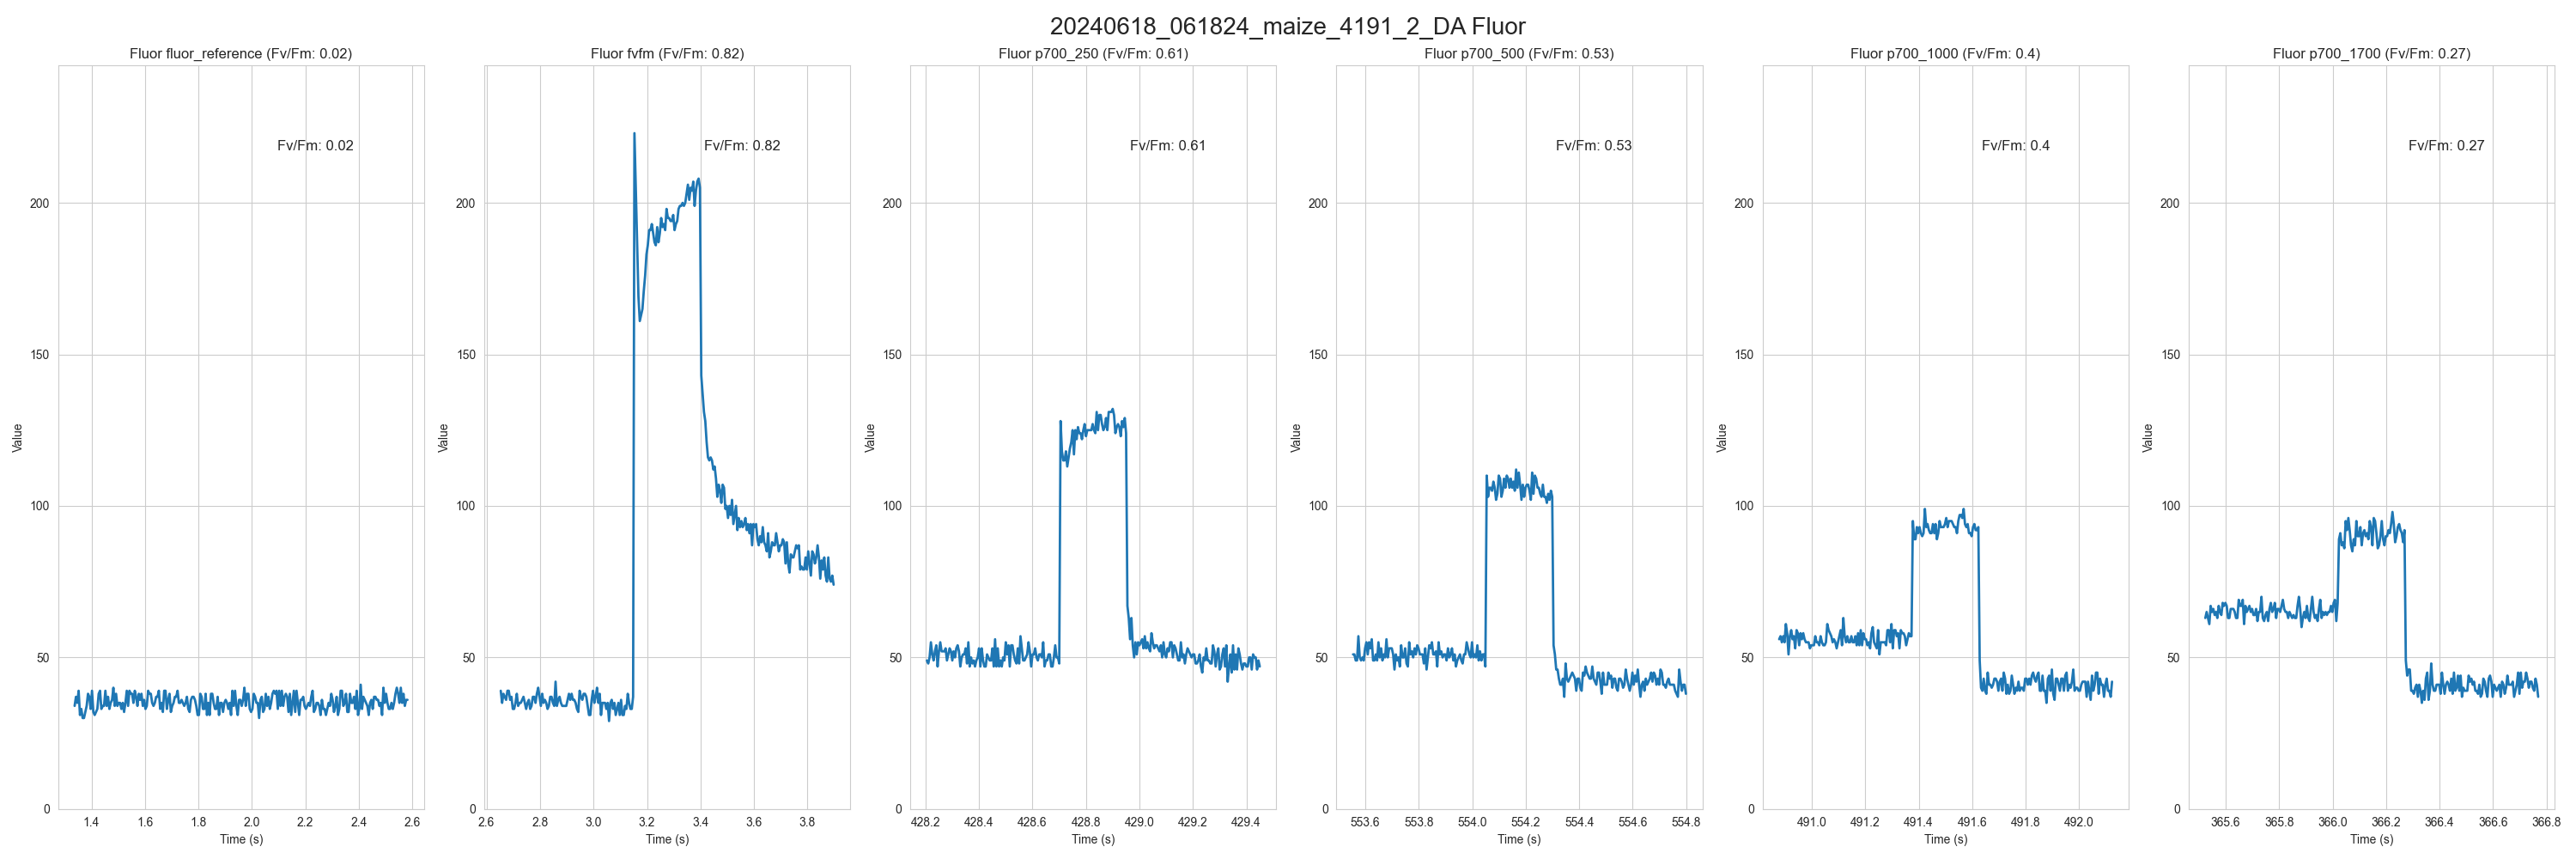 20240618_061824_maize_4191_2_DA Fluor
Fluor fluor_reference (Fv/Fm: 0.02)
Fv/Fm: 0.02
200
150
100
50
0
Value
1.4 1.6 1.8 2.0 2.2 2.4 2.6
Time (s)
Fluor fvfm (Fv/Fm: 0.82)
Fv/Fm: 0.82
200
150
100
50
0
Value
2.6 2.8 3.0 3.2 3.4 3.6 3.8
Time (s)
Fluor p700_250 (Fv/Fm: 0.61)
Fv/Fm: 0.61
200
150
100
50
0
Value
428.2 428.4 428.6 428.8 429.0 429.2 429.4
Time (s)
Fluor p700_500 (Fv/Fm: 0.53)
Fv/Fm: 0.53
200
150
100
50
0
Value
553.6 553.8 554.0 554.2 554.4 554.6 554.8
Time (s)
Fluor p700_1000 (Fv/Fm: 0.4)
Fv/Fm: 0.4
200
150
100
50
0
Value
491.0 491.2 491.4 491.6 491.8 492.0
Time (s)
Fluor p700_1700 (Fv/Fm: 0.27)
Fv/Fm: 0.27
200
150
100
50
0
Value
365.6 365.8 366.0 366.2 366.4 366.6 366.8
Time (s)